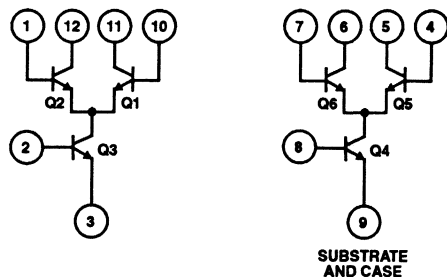 1 12 11 10 7 6 5 4
Q2 Q1 Q6 Q5
2 Q3 8 Q4
3 9
SUBSTRATE
AND CASE